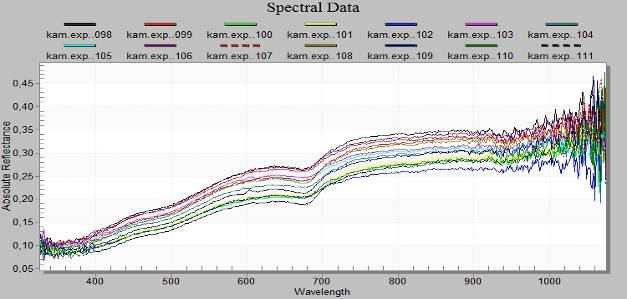 Spectral Data
kam.exp..098 kam.exp..099 kam.exp..100 kam.exp..101 kam.exp..102 kam.exp..103 kam.exp..104
kam.exp..105 kam.exp..106 kam.exp..107 kam.exp..108 kam.exp..109 kam.exp..110 kam.exp..111
Absolute Reflectance
0,45
0,40
0,35
0,30
0,25
0,20
0,15
0,10
0,05
400 500 600 700 800 900 1000
Wavelength